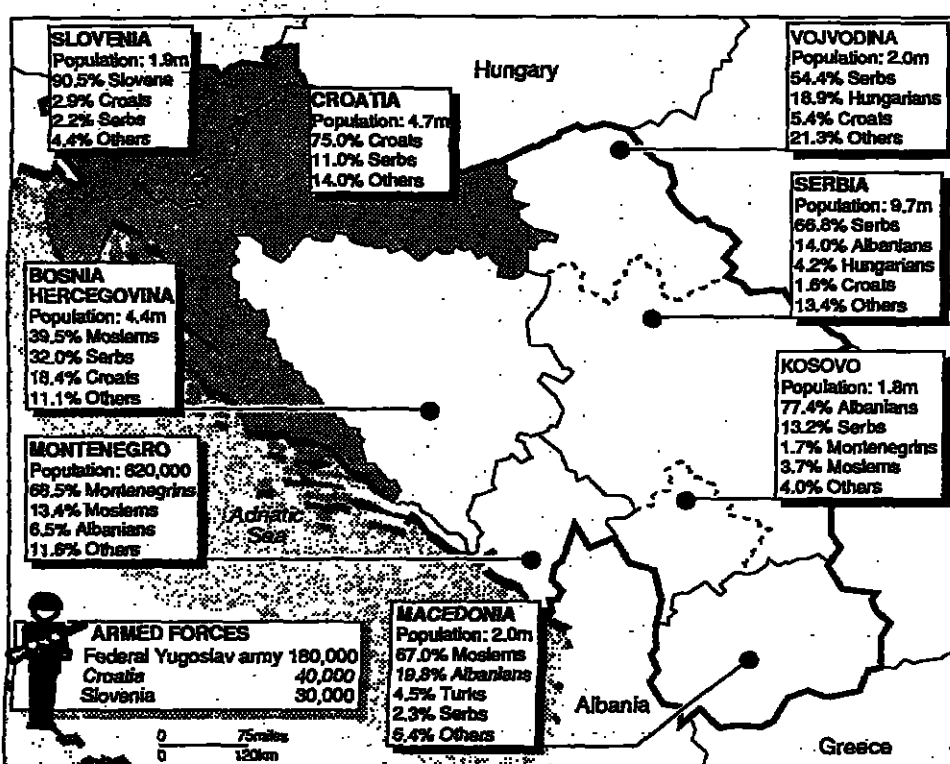 SLOVENIA
Population: 1.9m
90.5% Slovene
2.9% Croats
2.2% Serbs
4.4% Others
CROATIA
Population: 4.7m
75.0% Croats
11.0% Serbs
14.0% Others
Hungary
VOJVODINA
Population: 2.0m
54.4% Serbs
18.9% Hungarians
5.4% Croats
21.3% Others
SERBIA
Population: 9.7m
66.8% Serbs
14.0% Albanians
4.2% Hungarians
1.6% Croats
13.4% Others
BOSNIA
HERCEGOVINA
Population: 4.4m
39.5% Moslems
32.0% Serbs
18.4% Croats
11.1% Others
KOSOVO
Population: 1.8m
77.4% Albanians
13.2% Serbs
1.7% Montenegrins
3.7% Moslems
4.0% Others
MONTENEGRO
Population: 620,000
68.5% Montenegrins
13.4% Moslems
6.5% Albanians
11.6% Others
Adriatic
Sea
MACEDONIA
Population: 2.0m
67.0% Moslems
19.8% Albanians
4.5% Turks
2.3% Serbs
6.4% Others
Albania
Greece
ARMED FORCES
Federal Yugoslav army 180,000
Croatia 40,000
Slovenia 30,000
0 75miles
0 120km